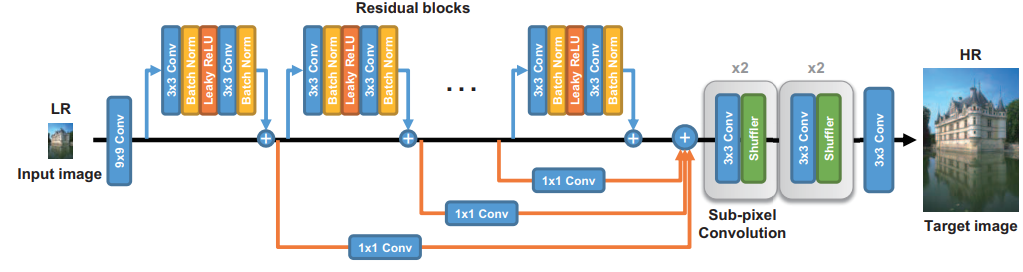 Residual blocks
3x3 Conv
Batch Norm
Leaky ReLU
3x3 Conv
Batch Norm
3x3 Conv
Batch Norm
Leaky ReLU
3x3 Conv
Batch Norm
. . .
3x3 Conv
Batch Norm
Leaky ReLU
3x3 Conv
Batch Norm
LR
Input image
9x9 Conv
+
+
+
+
1x1 Conv
1x1 Conv
1x1 Conv
x2
3x3 Conv
Shuffler
x2
3x3 Conv
Shuffler
Sub-pixel
Convolution
3x3 Conv
HR
Target image